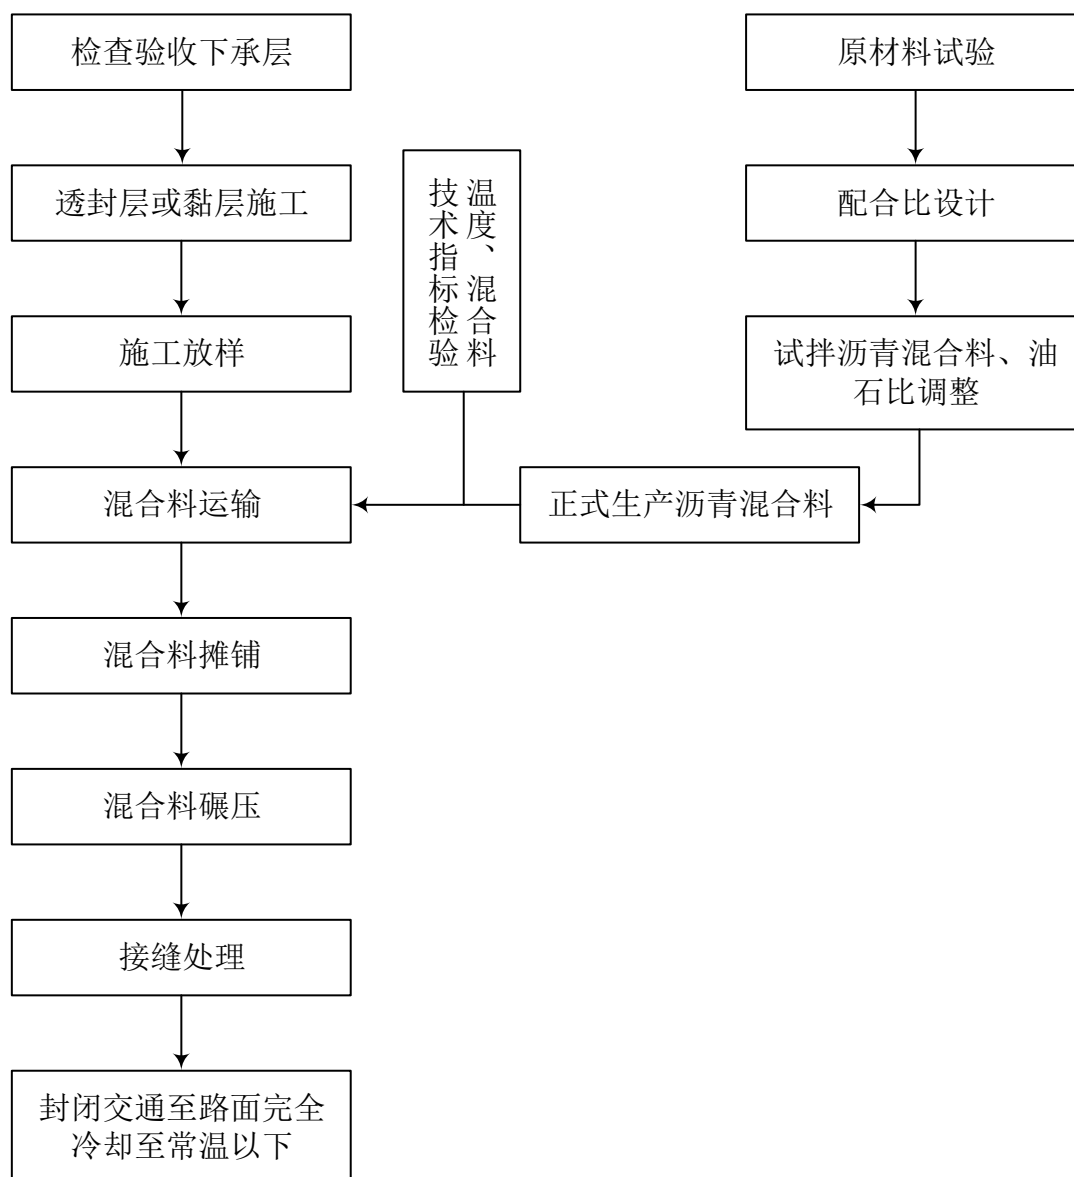 检查验收下承层
原材料试验
透封层或黏层施工
温度、混合料
技术指标检验
配合比设计
施工放样
试拌沥青混合料、油
石比调整
混合料运输
正式生产沥青混合料
混合料摊铺
混合料碾压
接缝处理
封闭交通至路面完全
冷却至常温以下